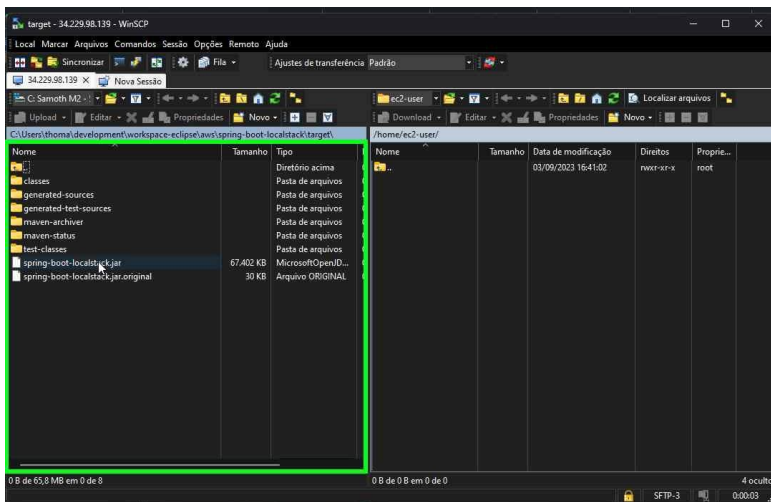 target - 34.229.98.139 - WinSCP
Local Marcar Arquivos Comandos Sessão Opções Remoto Ajuda
Sincronizar Fila Ajustes de transferência Padrão
34.229.98.139 Nova Sessão
C: Samoth M2 - ec2-user Localizar arquivos
Upload Editar Propriedades Novo Download Editar Propriedades Novo
C:\Users\thoma\development\workspace-eclipse\aws\spring-boot-localstack\target\ /home/ec2-user/
Nome Tamanho Tipo Nome Tamanho Data de modificação Direitos Proprie...
.. Diretório acima .. 03/09/2023 16:41:02 rwxr-xr-x root
classes Pasta de arquivos
generated-sources Pasta de arquivos
generated-test-sources Pasta de arquivos
maven-archiver Pasta de arquivos
maven-status Pasta de arquivos
test-classes Pasta de arquivos
spring-boot-localstack.jar 67.402 KB MicrosoftOpenJD...
spring-boot-localstack.jar.original 30 KB Arquivo ORIGINAL
0 B de 65,8 MB em 0 de 8 0 B de 0 B em 0 de 0 4 oculto
SFTP-3 0:00:03